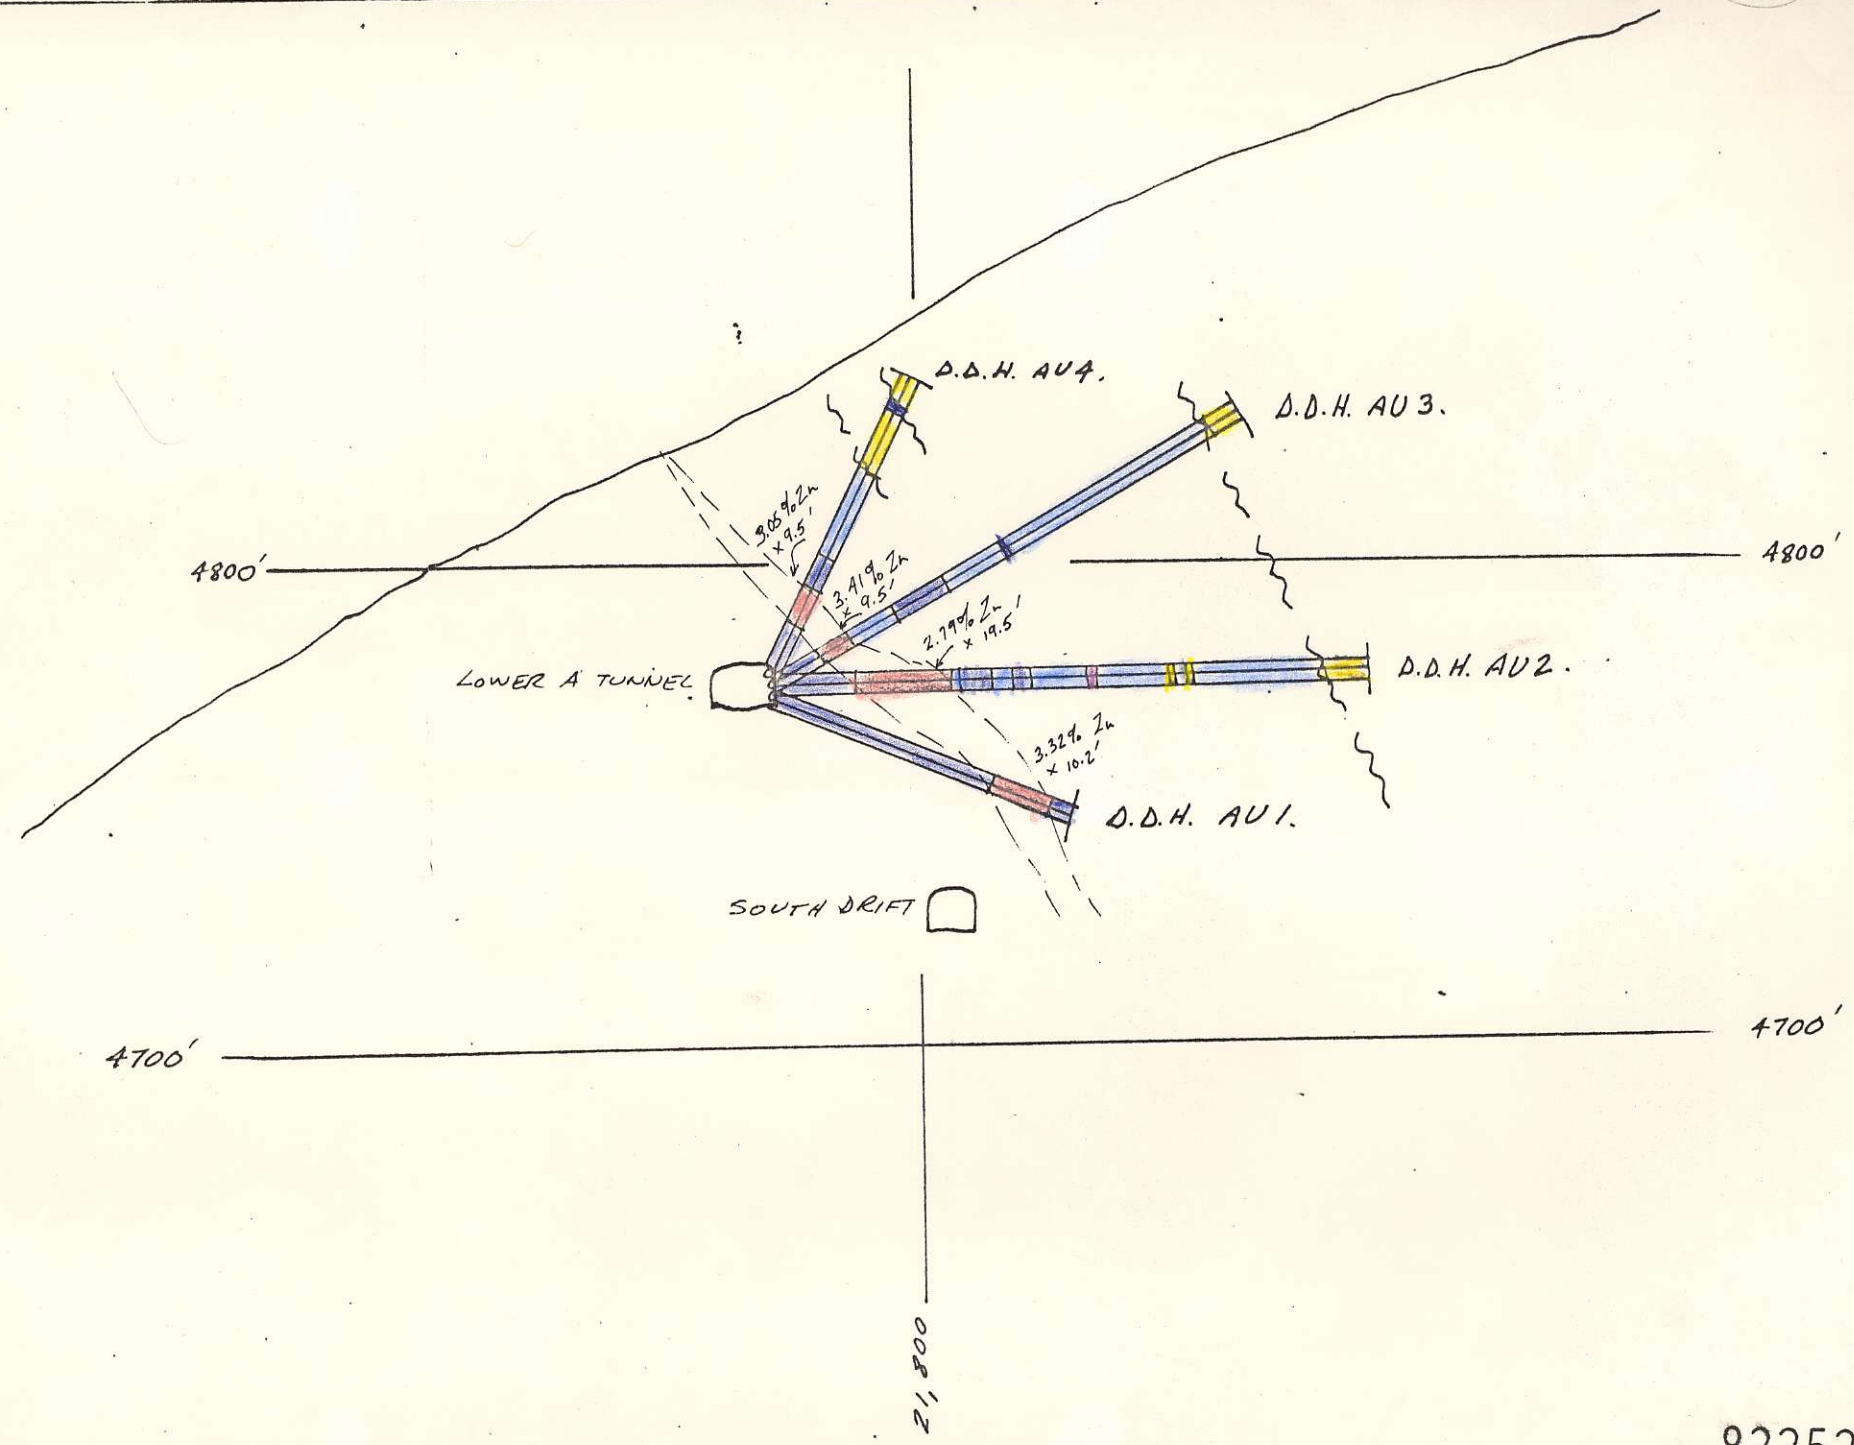 D.D.H. AU4.
D.D.H. AU3.
3.05% Zn
x 9.5'
4800'
4800'
3.41% Zn
x 9.5'
2.79% Zn
x 19.5'
LOWER A TUNNEL
D.D.H. AU2.
3.32% Zn
x 10.2'
D.D.H. AU1.
SOUTH DRIFT
4700'
4700'
21,800